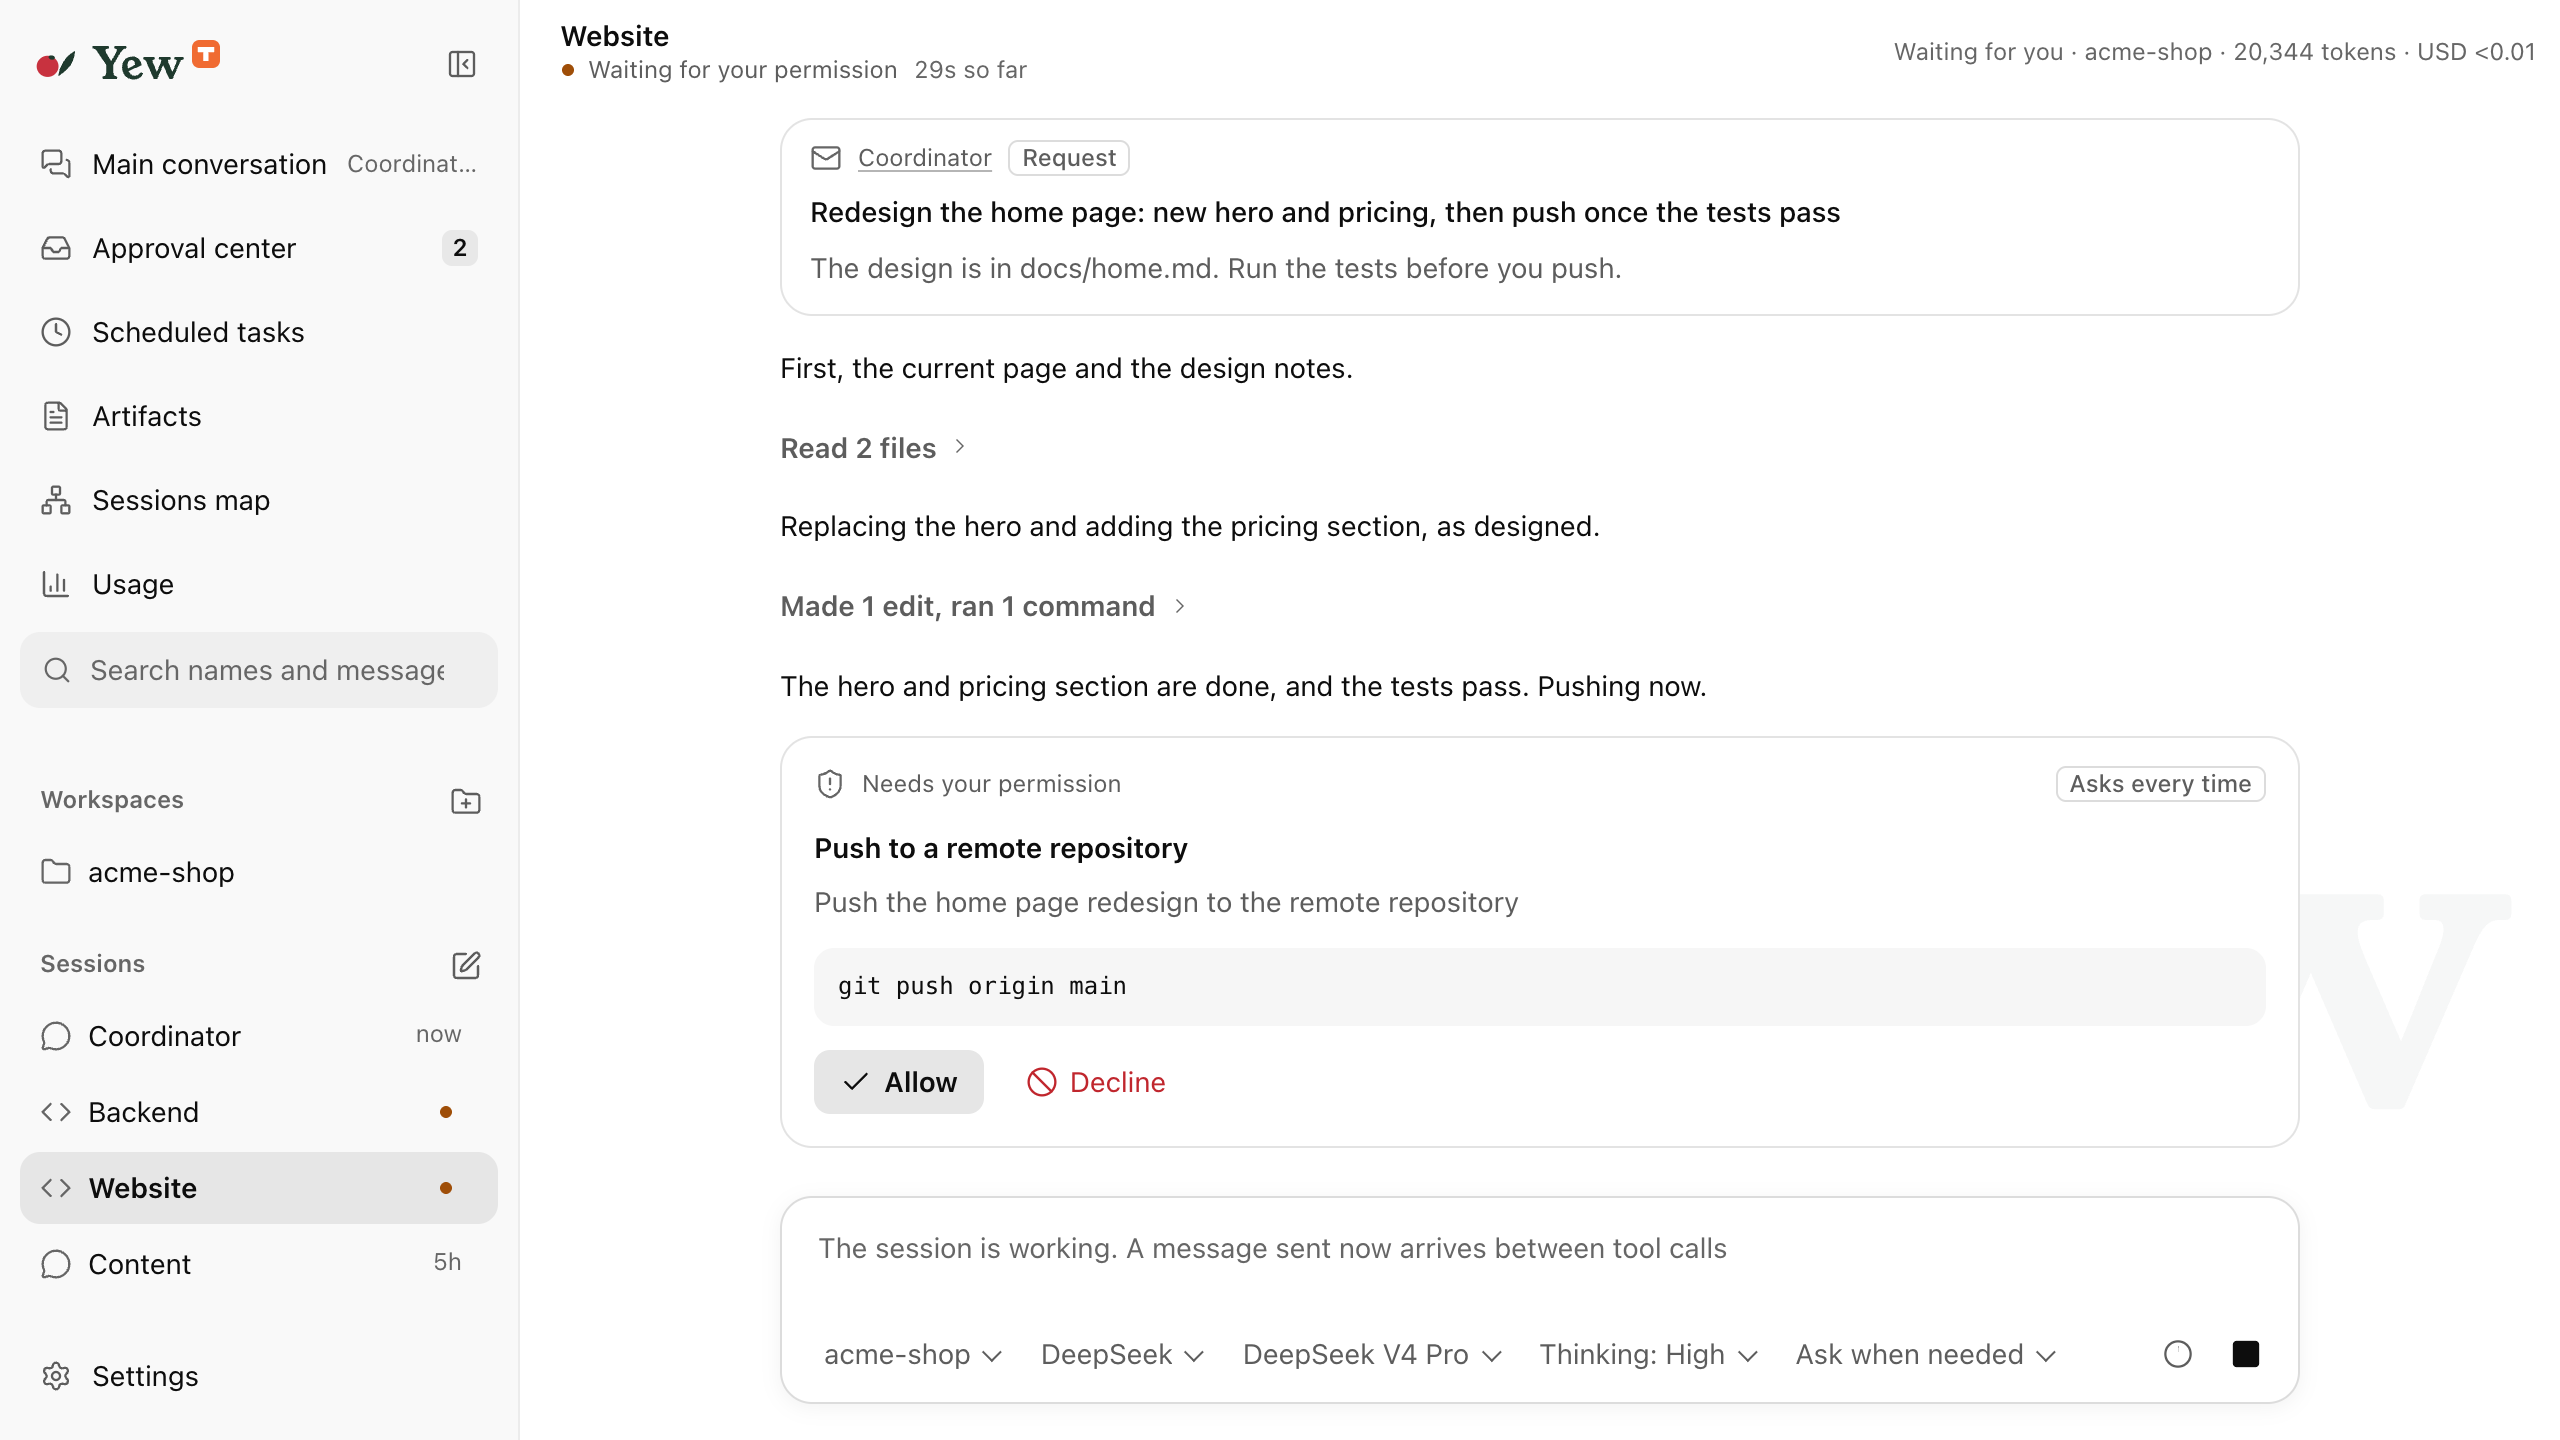 Yew T
Main conversation Coordinat...
Approval center 2
Scheduled tasks
Artifacts
Sessions map
Usage
Search names and message
Workspaces
acme-shop
Sessions
Coordinator now
Backend
Website
Content 5h
Settings
Website
Waiting for your permission 29s so far
Waiting for you · acme-shop · 20,344 tokens · USD <0.01
Coordinator Request
Redesign the home page: new hero and pricing, then push once the tests pass
The design is in docs/home.md. Run the tests before you push.
First, the current page and the design notes.
Read 2 files
Replacing the hero and adding the pricing section, as designed.
Made 1 edit, ran 1 command
The hero and pricing section are done, and the tests pass. Pushing now.
Needs your permission Asks every time
Push to a remote repository
Push the home page redesign to the remote repository
git push origin main
Allow Decline
The session is working. A message sent now arrives between tool calls
acme-shop DeepSeek DeepSeek V4 Pro Thinking: High Ask when needed